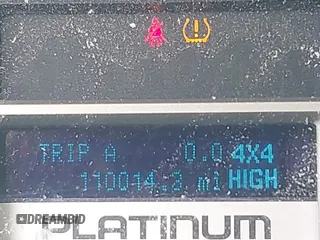 TRIP A 0.0 4X4
110014.3 mi HIGH
DREAMBID
PLATINUM